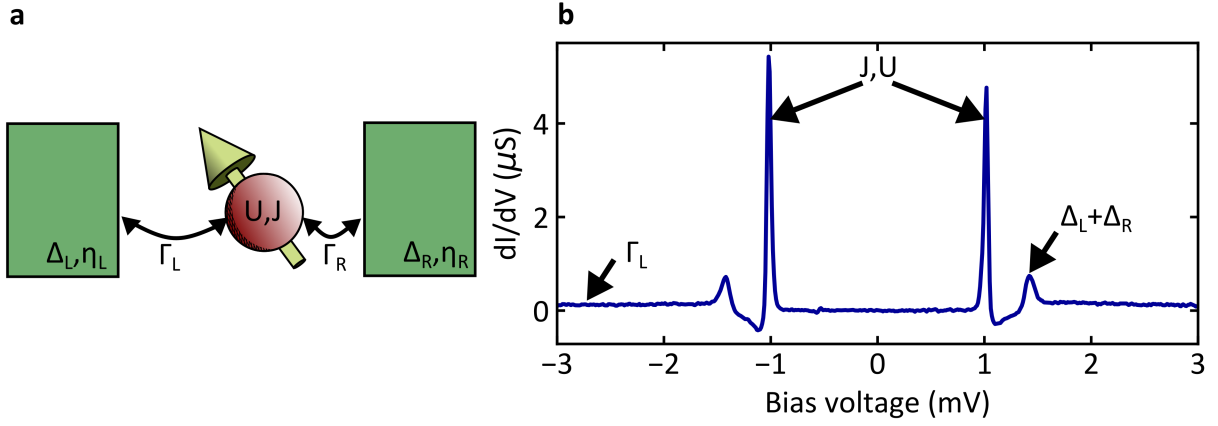 a
Δ_L,η_L
Γ_L
U,J
Γ_R
Δ_R,η_R
b
dI/dV (μS)
4
2
0
J,U
Γ_L
Δ_L+Δ_R
−3
−2
−1
0
1
2
3
Bias voltage (mV)